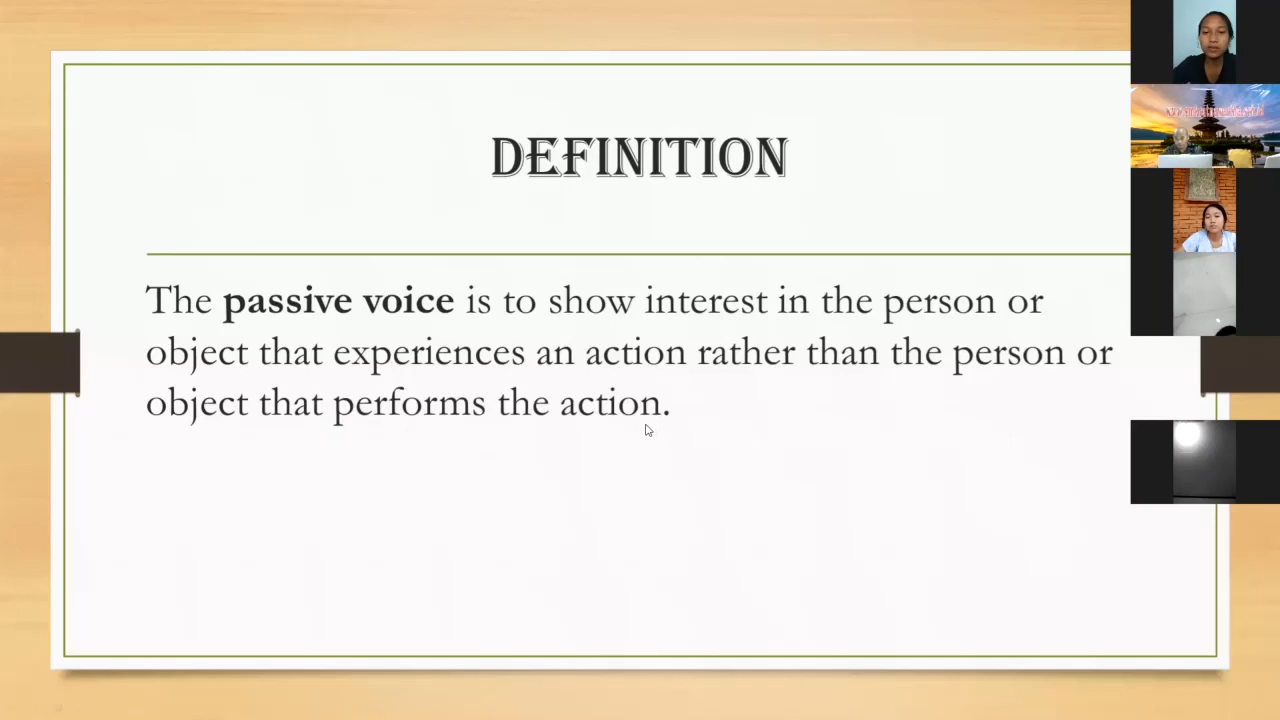 DEFINITION
The passive voice is to show interest in the person or
object that experiences an action rather than the person or
object that performs the action.